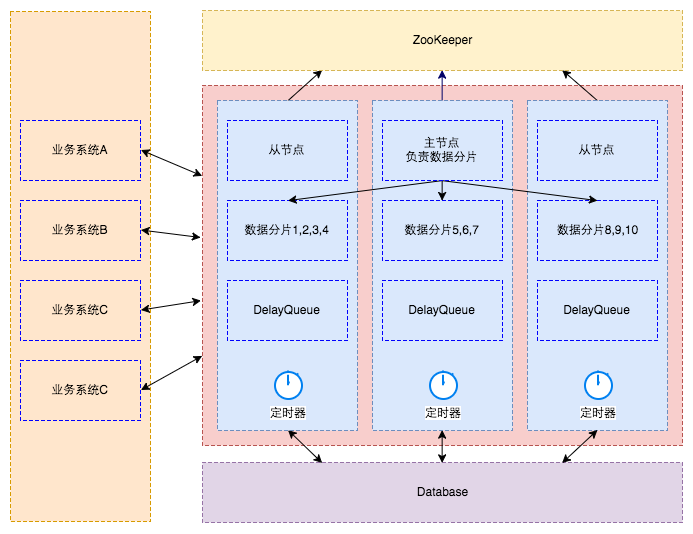 ZooKeeper
业务系统A
业务系统B
业务系统C
业务系统C
从节点
主节点
负责数据分片
从节点
数据分片1,2,3,4
数据分片5,6,7
数据分片8,9,10
DelayQueue
DelayQueue
DelayQueue
定时器
定时器
定时器
Database